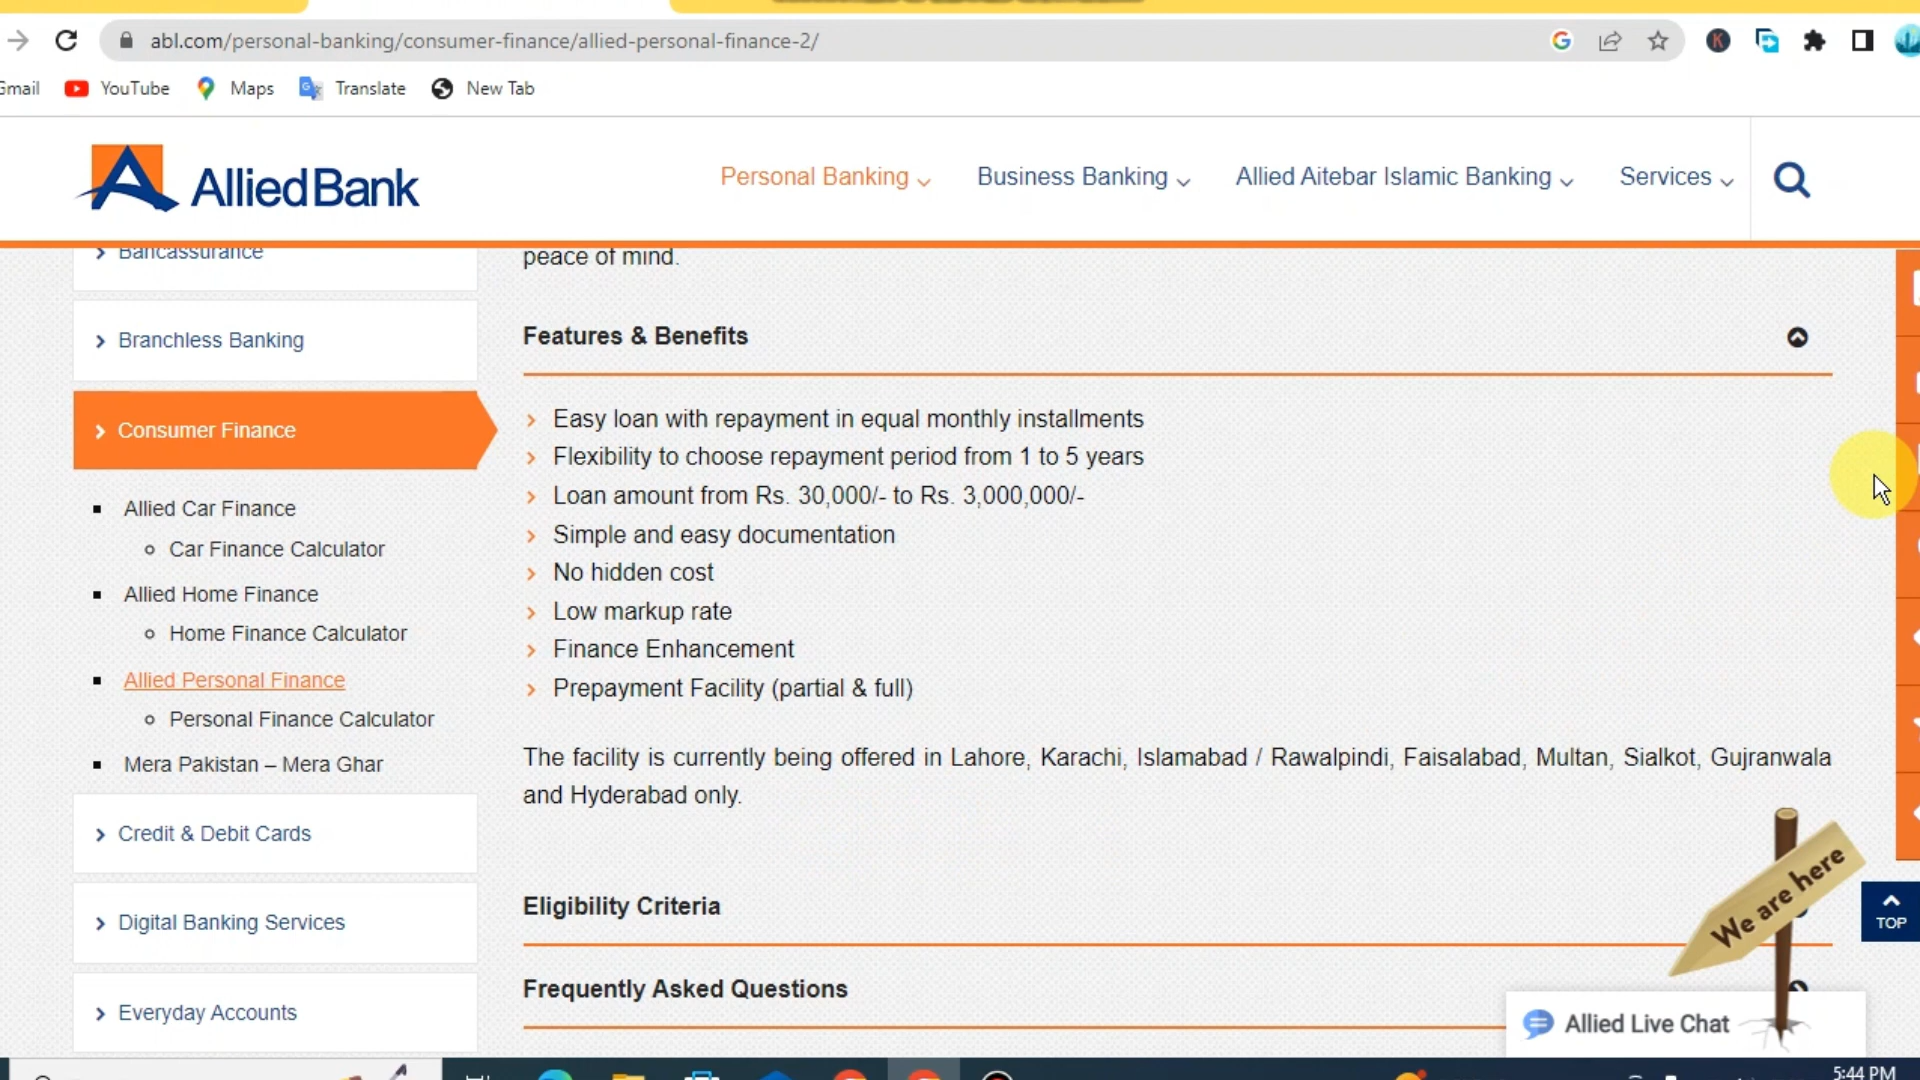 abl.com/personal-banking/consumer-finance/allied-personal-finance-2/
Gmail YouTube Maps Translate New Tab
Allied Bank
Personal Banking Business Banking Allied Aitebar Islamic Banking Services
Bancassurance
Branchless Banking
Consumer Finance
Allied Car Finance
Car Finance Calculator
Allied Home Finance
Home Finance Calculator
Allied Personal Finance
Personal Finance Calculator
Mera Pakistan – Mera Ghar
Credit & Debit Cards
Digital Banking Services
Everyday Accounts
peace of mind.
Features & Benefits
Easy loan with repayment in equal monthly installments
Flexibility to choose repayment period from 1 to 5 years
Loan amount from Rs. 30,000/- to Rs. 3,000,000/-
Simple and easy documentation
No hidden cost
Low markup rate
Finance Enhancement
Prepayment Facility (partial & full)
The facility is currently being offered in Lahore, Karachi, Islamabad / Rawalpindi, Faisalabad, Multan, Sialkot, Gujranwala
and Hyderabad only.
Eligibility Criteria
Frequently Asked Questions
We are here
TOP
Allied Live Chat
5:44 PM